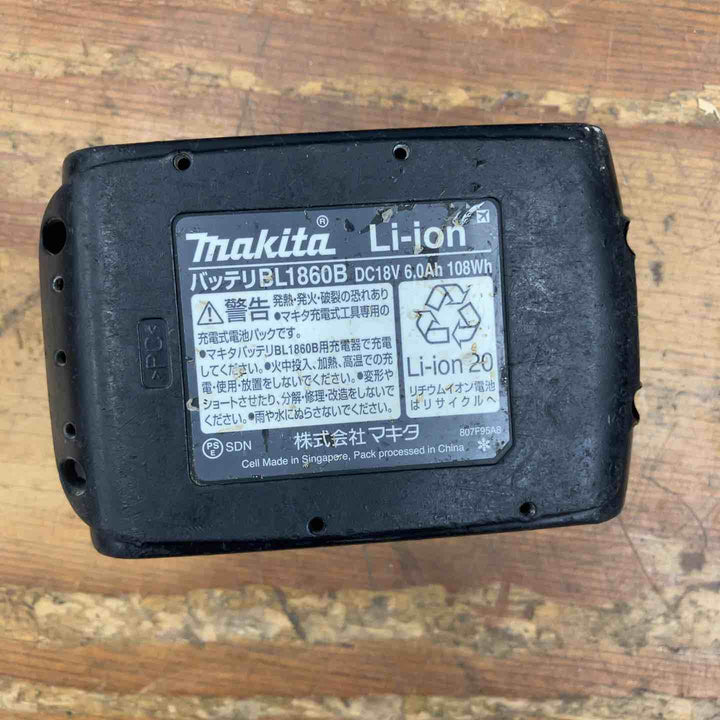 makita® Li-ion
バッテリBL1860B DC18V 6.0Ah 108Wh
警告 発熱・発火・破裂の恐れあり
●マキタ充電式工具専用の
充電式電池パックです。
●マキタバッテリBL1860B用充電器で充電
してください。●火中投入、加熱、高温での充
電・使用・放置をしないでください。●変形や
ショートさせたり、分解・修理・改造をしないで
ください。●雨や水にぬらさないでください。
Li-ion 20
リチウムイオン電池
はリサイクルへ
PS
E SDN 株式会社マキタ 807F95A8
Cell Made in Singapore, Pack processed in China
>PC<